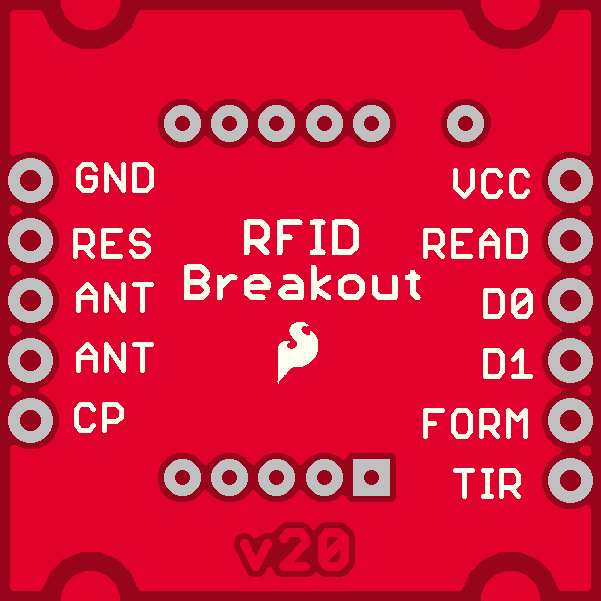 GND
VCC
RES
RFID
READ
Breakout
ANT
D0
ANT
D1
CP
FORM
TIR
v20